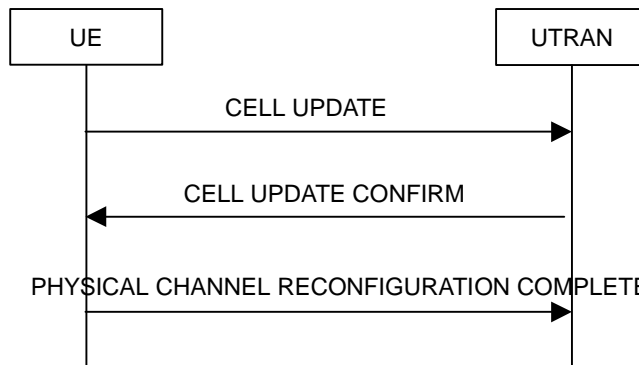 UE
UTRAN
CELL UPDATE
CELL UPDATE CONFIRM
PHYSICAL CHANNEL RECONFIGURATION COMPLETE